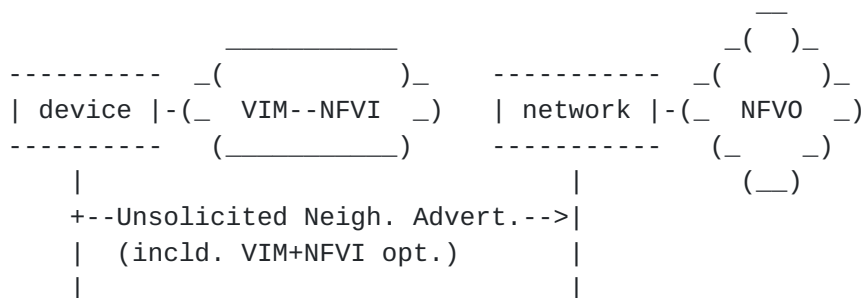 | device |-(_ VIM--NFVI _) | network |-(_ NFVO _)
+--Unsolicited Neigh. Advert.-->|
| (incld. VIM+NFVI opt.) |